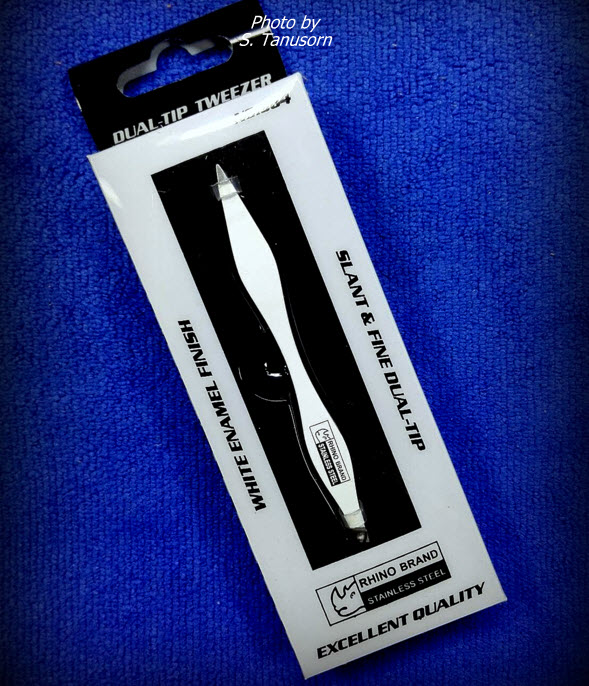 Photo by
S. Tanusorn
DUAL-TIP TWEEZER
SLANT & FINE DUAL-TIP
WHITE ENAMEL FINISH
RHINO BRAND
STAINLESS STEEL
RHINO BRAND
STAINLESS STEEL
EXCELLENT QUALITY